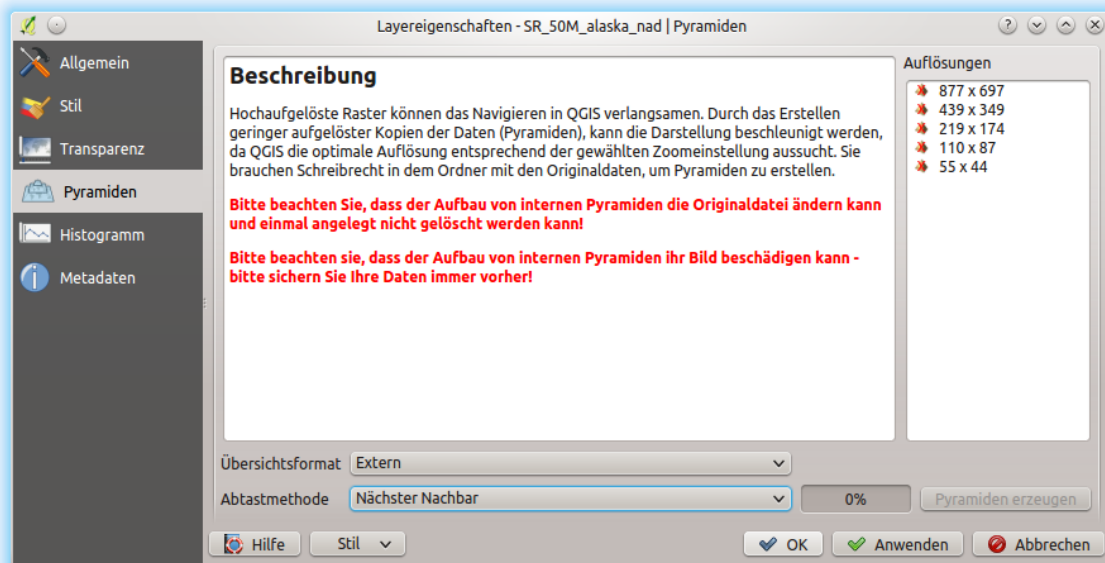 Layereigenschaften - SR_50M_alaska_nad | Pyramiden
Allgemein
Stil
Transparenz
Pyramiden
Histogramm
Metadaten
Beschreibung
Hochaufgelöste Raster können das Navigieren in QGIS verlangsamen. Durch das Erstellen
geringer aufgelöster Kopien der Daten (Pyramiden), kann die Darstellung beschleunigt werden,
da QGIS die optimale Auflösung entsprechend der gewählten Zoomeinstellung aussucht. Sie
brauchen Schreibrecht in dem Ordner mit den Originaldaten, um Pyramiden zu erstellen.
Bitte beachten Sie, dass der Aufbau von internen Pyramiden die Originaldatei ändern kann
und einmal angelegt nicht gelöscht werden kann!
Bitte beachten sie, dass der Aufbau von internen Pyramiden ihr Bild beschädigen kann -
bitte sichern Sie Ihre Daten immer vorher!
Auflösungen
877 x 697
439 x 349
219 x 174
110 x 87
55 x 44
Übersichtsformat Extern
Abtastmethode Nächster Nachbar 0% Pyramiden erzeugen
Hilfe Stil OK Anwenden Abbrechen